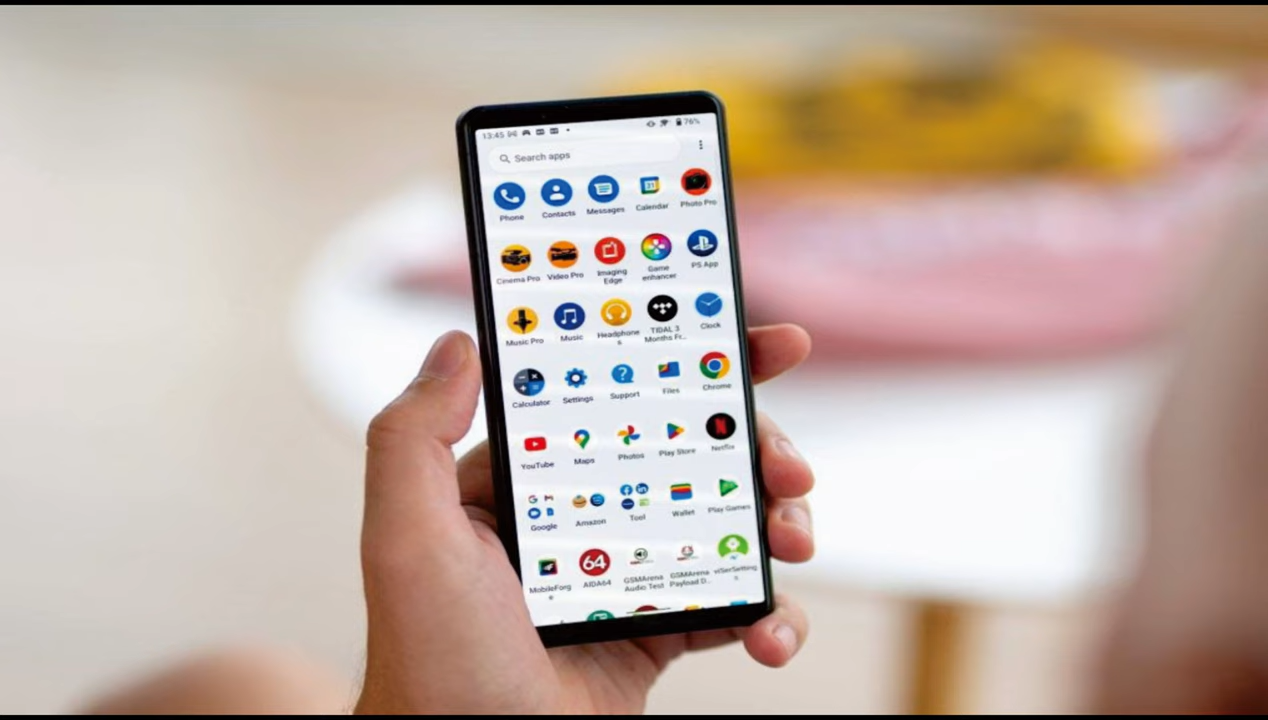 13:45
76%
Search apps
Phone
Contacts
Messages
Calendar
Photo Pro
Cinema Pro
Video Pro
Imaging
Edge
Game
enhancer
PS App
Music Pro
Music
Headphone
s
TIDAL 3
Months Fr...
Clock
Calculator
Settings
Support
Files
Chrome
YouTube
Maps
Photos
Play Store
Netflix
Google
Amazon
Tool
Wallet
Play Games
64
MobileForg
e
AIDA64
GSMArena
Audio Test
GSMArena
Payload D...
viSerSetting
s